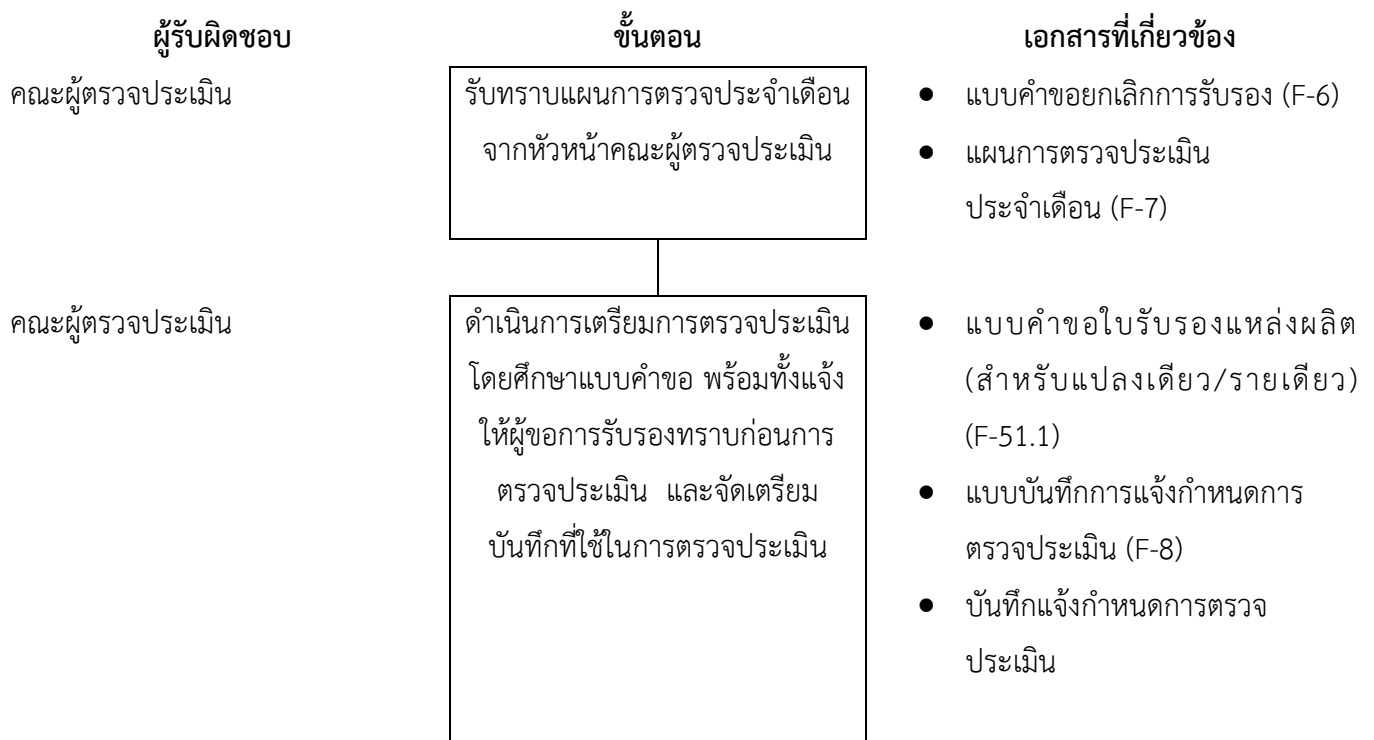 ผู้รับผิดชอบ
ขั้นตอน
เอกสารที่เกี่ยวข้อง
คณะผู้ตรวจประเมิน
รับทราบแผนการตรวจประจำเดือน
จากหัวหน้าคณะผู้ตรวจประเมิน
● แบบคำขอยกเลิกการรับรอง (F-6)
● แผนการตรวจประเมิน
ประจำเดือน (F-7)
คณะผู้ตรวจประเมิน
ดำเนินการเตรียมการตรวจประเมิน
โดยศึกษาแบบคำขอ พร้อมทั้งแจ้ง
ให้ผู้ขอการรับรองทราบก่อนการ
ตรวจประเมิน และจัดเตรียม
บันทึกที่ใช้ในการตรวจประเมิน
● แบบคำขอใบรับรองแหล่งผลิต
(สำหรับแปลงเดียว/รายเดียว)
(F-51.1)
● แบบบันทึกการแจ้งกำหนดการ
ตรวจประเมิน (F-8)
● บันทึกแจ้งกำหนดการตรวจ
ประเมิน